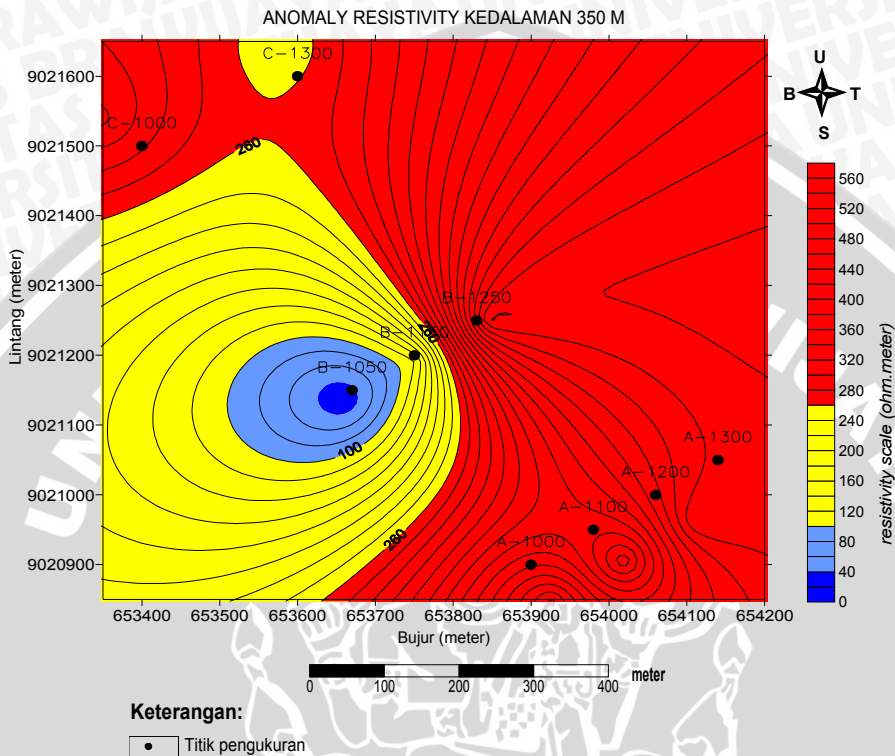 ANOMALY RESISTIVITY KEDALAMAN 350 M
C-1300
9021600
C-1000
9021500
260
9021400
9021300
B-1250
260
9021200
B-1050
9021100
100
A-1300
9021000
A-1200
A-1100
260
A-1000
9020900
653400 653500 653600 653700 653800 653900 654000 654100 654200
Lintang (meter)
Bujur (meter)
U
B T
S
560
520
480
440
400
360
320
280
240
200
160
120
80
40
0
resistivity scale (ohm.meter)
0 100 200 300 400
meter
Keterangan:
Titik pengukuran